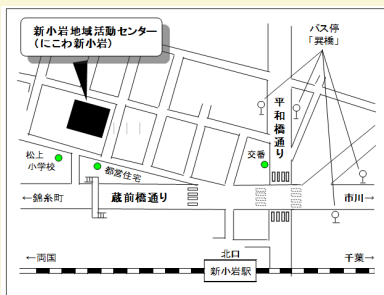 新小岩地域活動センター
(にこわ新小岩)
バス停
「巽橋」
平和橋通り
交番
松上
小学校
都営住宅
←錦糸町
蔵前橋通り
市川→
←両国
北口
千葉→
新小岩駅